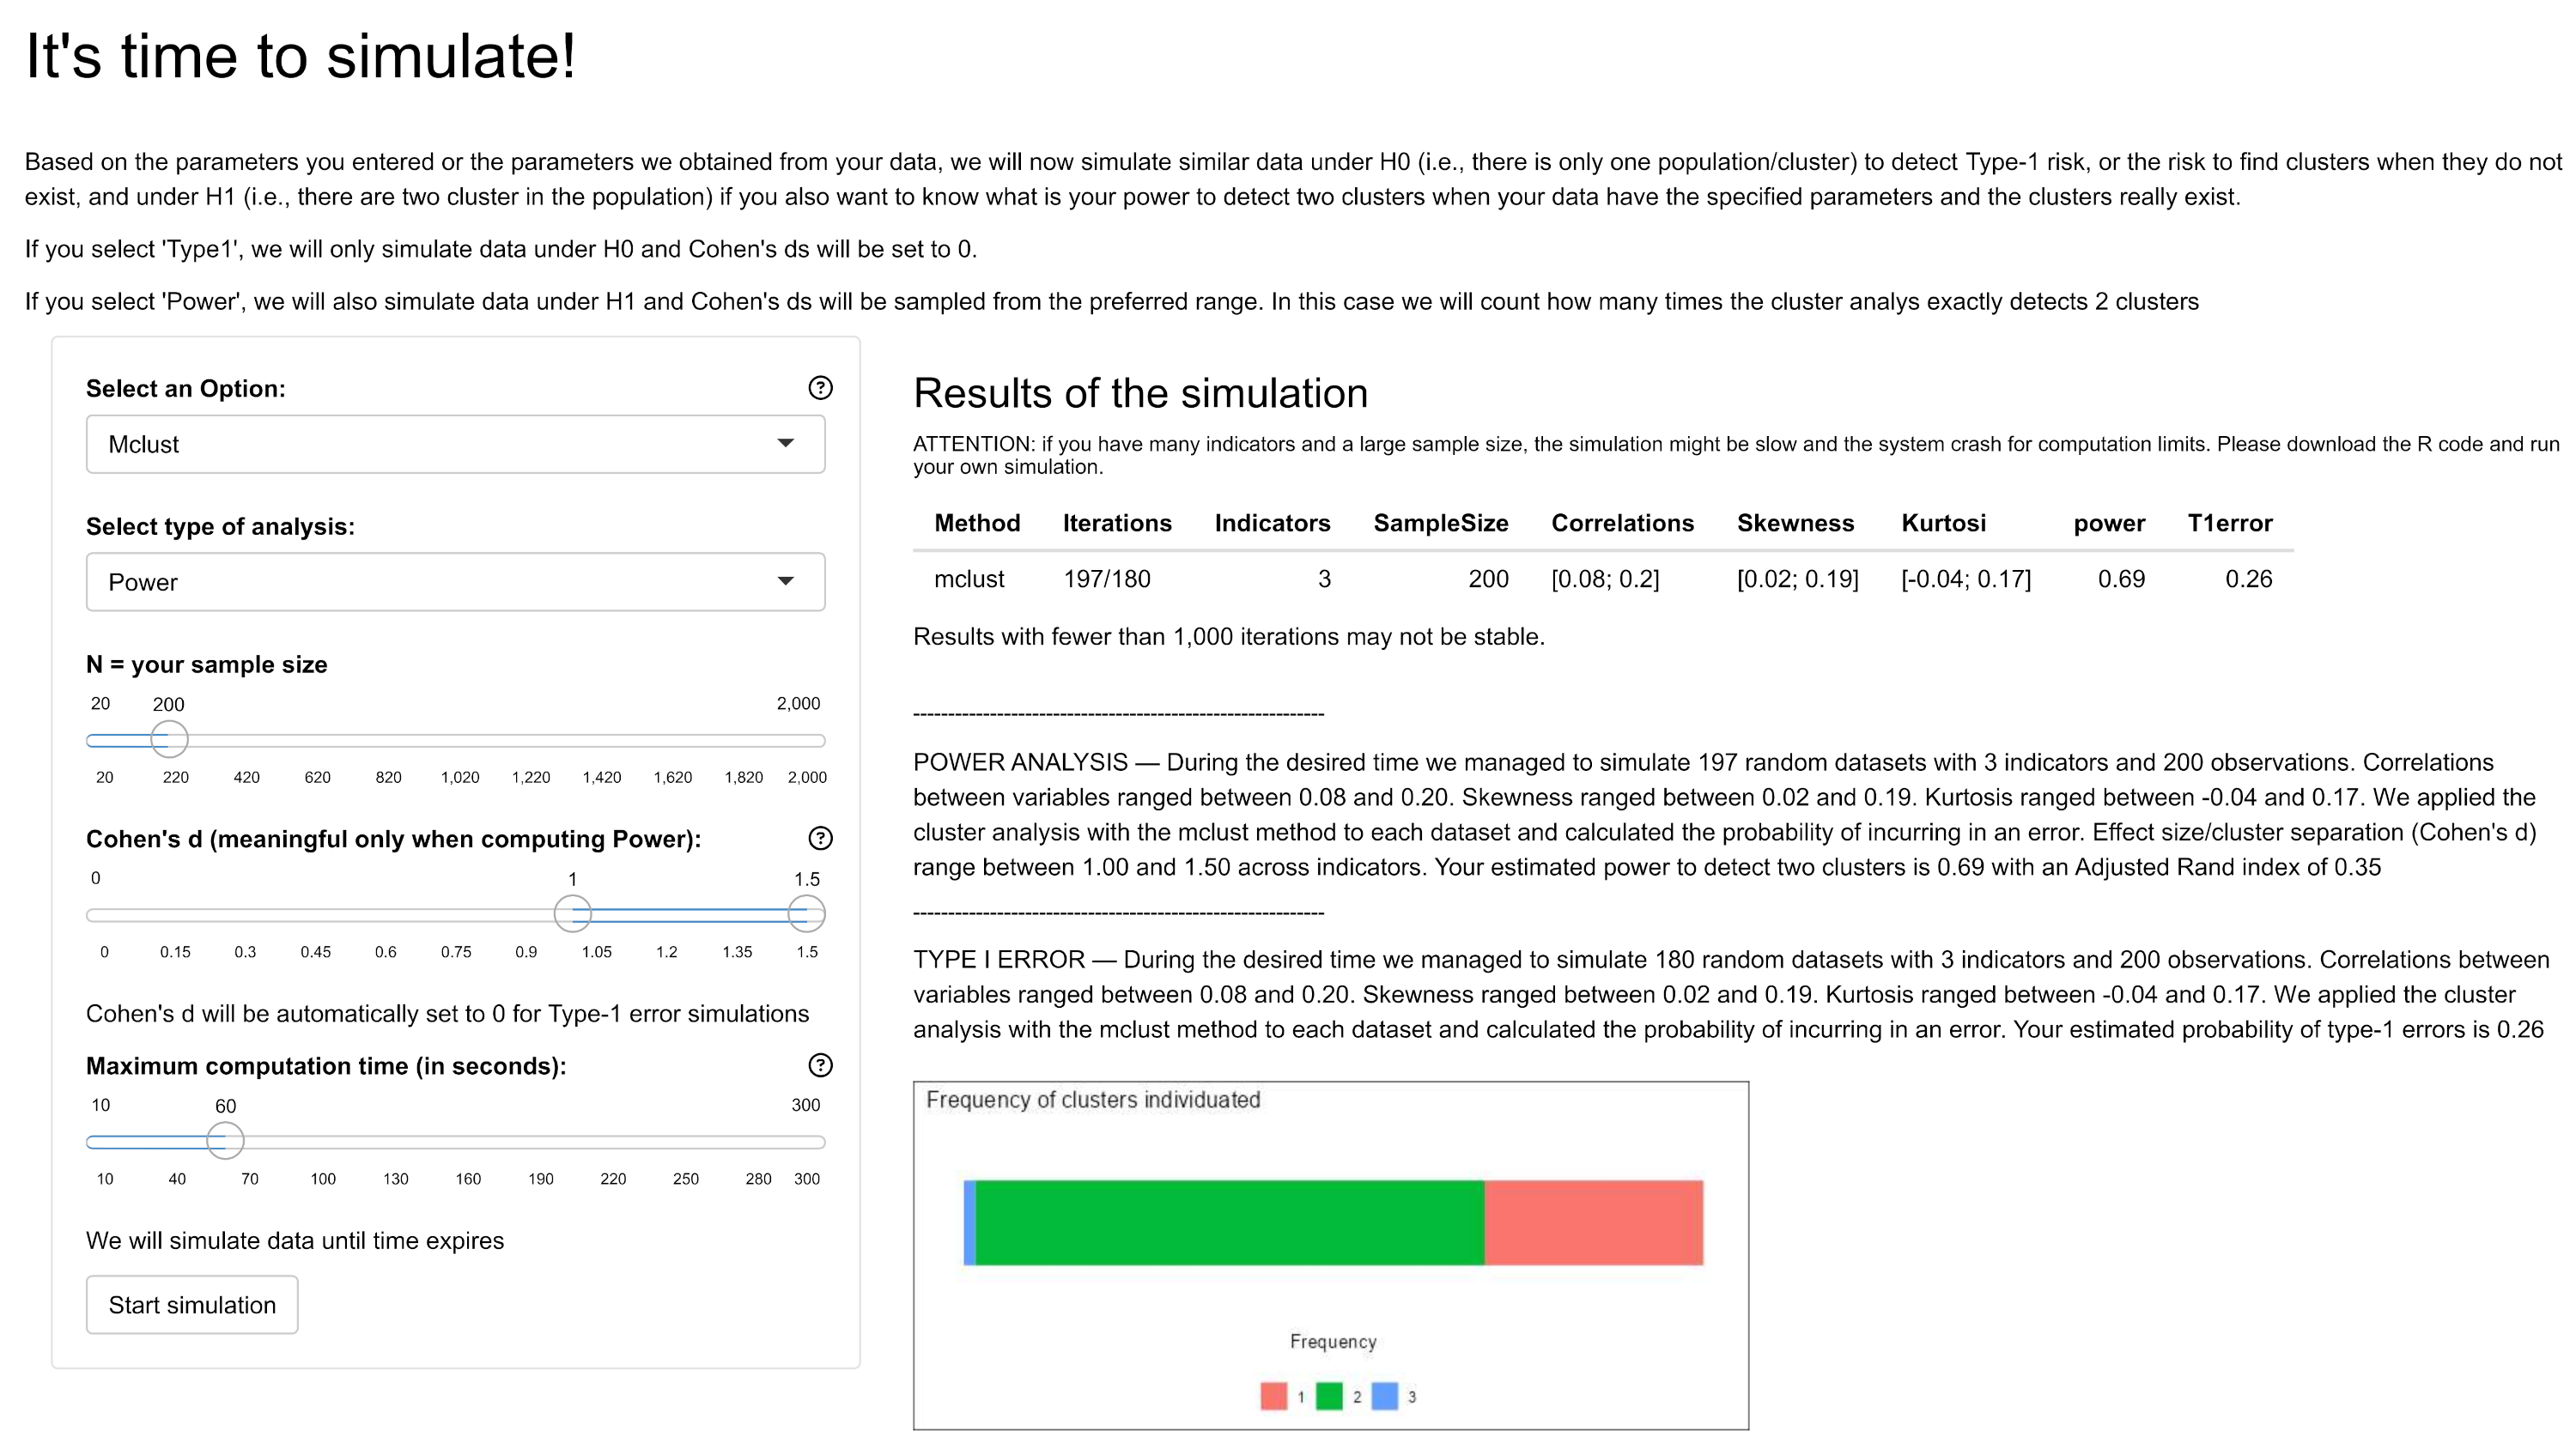 It's time to simulate!
Based on the parameters you entered or the parameters we obtained from your data, we will now simulate similar data under H0 (i.e., there is only one population/cluster) to detect Type-1 risk, or the risk to find clusters when they do not
exist, and under H1 (i.e., there are two cluster in the population) if you also want to know what is your power to detect two clusters when your data have the specified parameters and the clusters really exist.
If you select 'Type1', we will only simulate data under H0 and Cohen's ds will be set to 0.
If you select 'Power', we will also simulate data under H1 and Cohen's ds will be sampled from the preferred range. In this case we will count how many times the cluster analys exactly detects 2 clusters
Select an Option:
?
Mclust
Select type of analysis:
Power
N = your sample size
20 200 2,000
20 220 420 620 820 1,020 1,220 1,420 1,620 1,820 2,000
Cohen's d (meaningful only when computing Power):
?
0 1 1.5
0 0.15 0.3 0.45 0.6 0.75 0.9 1.05 1.2 1.35 1.5
Cohen's d will be automatically set to 0 for Type-1 error simulations
Maximum computation time (in seconds):
?
10 60 300
10 40 70 100 130 160 190 220 250 280 300
We will simulate data until time expires
Start simulation
Results of the simulation
ATTENTION: if you have many indicators and a large sample size, the simulation might be slow and the system crash for computation limits. Please download the R code and run
your own simulation.
Method Iterations Indicators SampleSize Correlations Skewness Kurtosi power T1error
mclust 197/180 3 200 [0.08; 0.2] [0.02; 0.19] [-0.04; 0.17] 0.69 0.26
Results with fewer than 1,000 iterations may not be stable.
-----------------------------------------------------------
POWER ANALYSIS — During the desired time we managed to simulate 197 random datasets with 3 indicators and 200 observations. Correlations
between variables ranged between 0.08 and 0.20. Skewness ranged between 0.02 and 0.19. Kurtosis ranged between -0.04 and 0.17. We applied the
cluster analysis with the mclust method to each dataset and calculated the probability of incurring in an error. Effect size/cluster separation (Cohen's d)
range between 1.00 and 1.50 across indicators. Your estimated power to detect two clusters is 0.69 with an Adjusted Rand index of 0.35
-----------------------------------------------------------
TYPE I ERROR — During the desired time we managed to simulate 180 random datasets with 3 indicators and 200 observations. Correlations between
variables ranged between 0.08 and 0.20. Skewness ranged between 0.02 and 0.19. Kurtosis ranged between -0.04 and 0.17. We applied the cluster
analysis with the mclust method to each dataset and calculated the probability of incurring in an error. Your estimated probability of type-1 errors is 0.26
Frequency of clusters individuated
Frequency
1 2 3